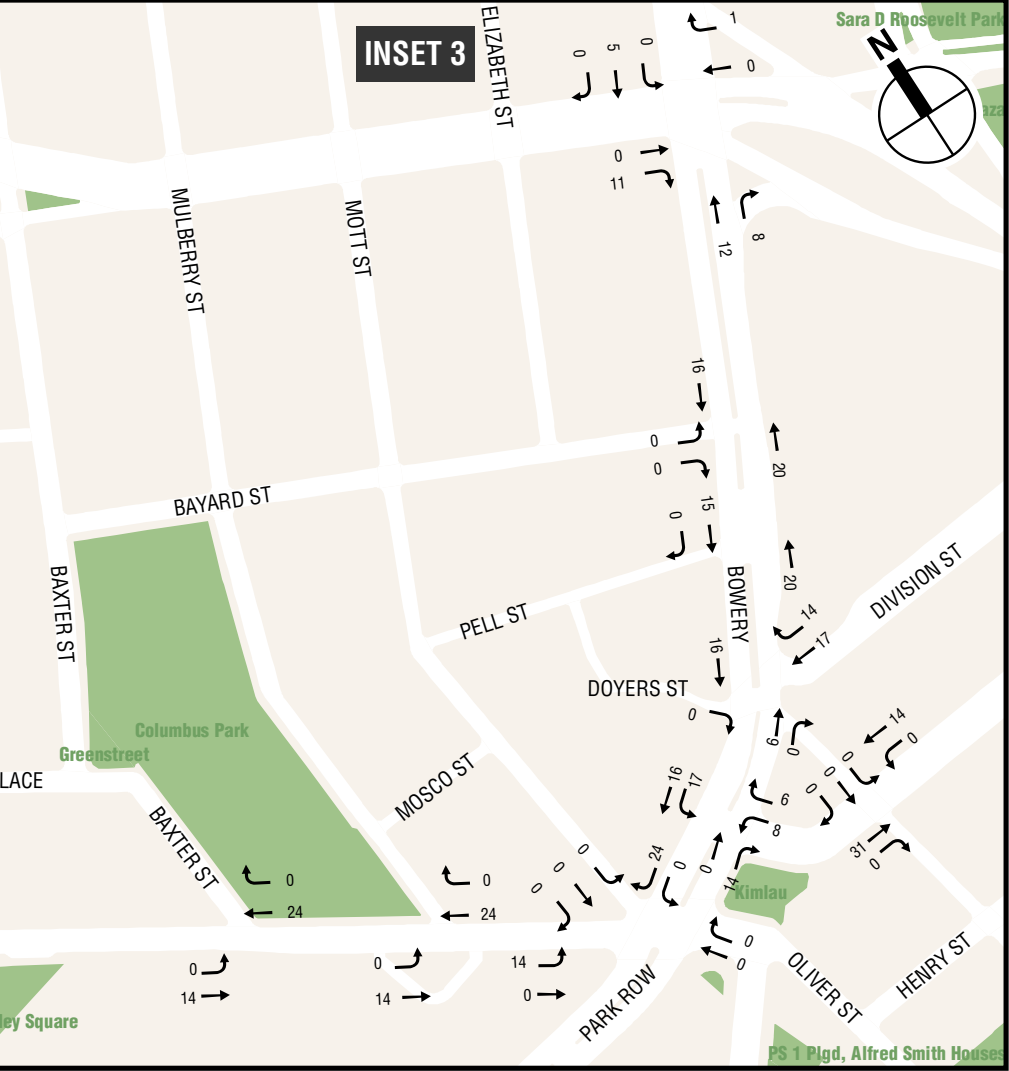 Sara D Roosevelt Park
INSET 3
N
ELIZABETH ST
1
0
5
0
0
aza
0
11
MULBERRY ST
MOTT ST
12
8
16
0
0
20
BAYARD ST
15
0
BAXTER ST
PELL ST
BOWERY
20
DIVISION ST
14
17
16
DOYERS ST
0
6
0
14
0
Columbus Park
Greenstreet
LACE
MOSCO ST
BAXTER ST
16
17
0
0
0
6
8
31
0
0
24
0
24
0
0
0
24
0
0
14
Kimlau
0
14
0
14
14
0
0
0
OLIVER ST
HENRY ST
PARK ROW
ley Square
PS 1 Plgd, Alfred Smith Houses